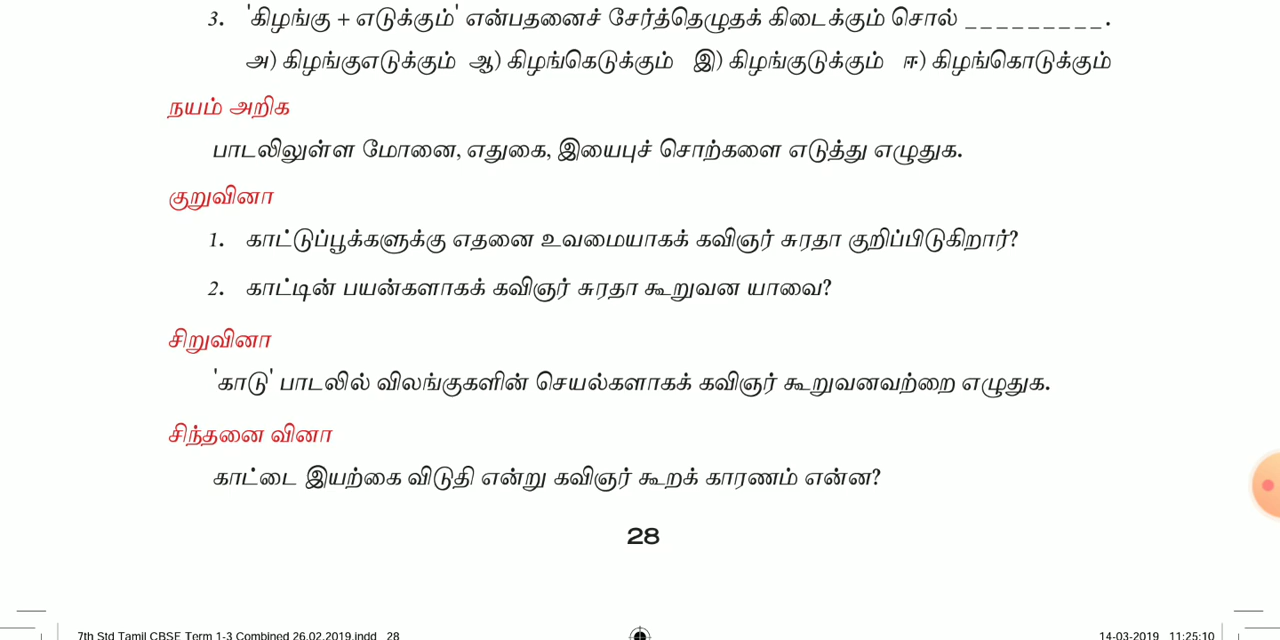 3. 'கிழங்கு + எடுக்கும்' என்பதனைச் சேர்த்தெழுதக் கிடைக்கும் சொல் _________.
அ) கிழங்குஎடுக்கும் ஆ) கிழங்கெடுக்கும் இ) கிழங்குடுக்கும் ஈ) கிழங்கொடுக்கும்
நயம் அறிக
பாடலிலுள்ள மோனை, எதுகை, இயைபுச் சொற்களை எடுத்து எழுதுக.
குறுவினா
1. காட்டுப்பூக்களுக்கு எதனை உவமையாகக் கவிஞர் சுரதா குறிப்பிடுகிறார்?
2. காட்டின் பயன்களாகக் கவிஞர் சுரதா கூறுவன யாவை?
சிறுவினா
'காடு' பாடலில் விலங்குகளின் செயல்களாகக் கவிஞர் கூறுவனவற்றை எழுதுக.
சிந்தனை வினா
காட்டை இயற்கை விடுதி என்று கவிஞர் கூறக் காரணம் என்ன?
28
7th Std Tamil CBSE Term 1-3 Combined 26.02.2019.indd 28 14-03-2019 11:25:10